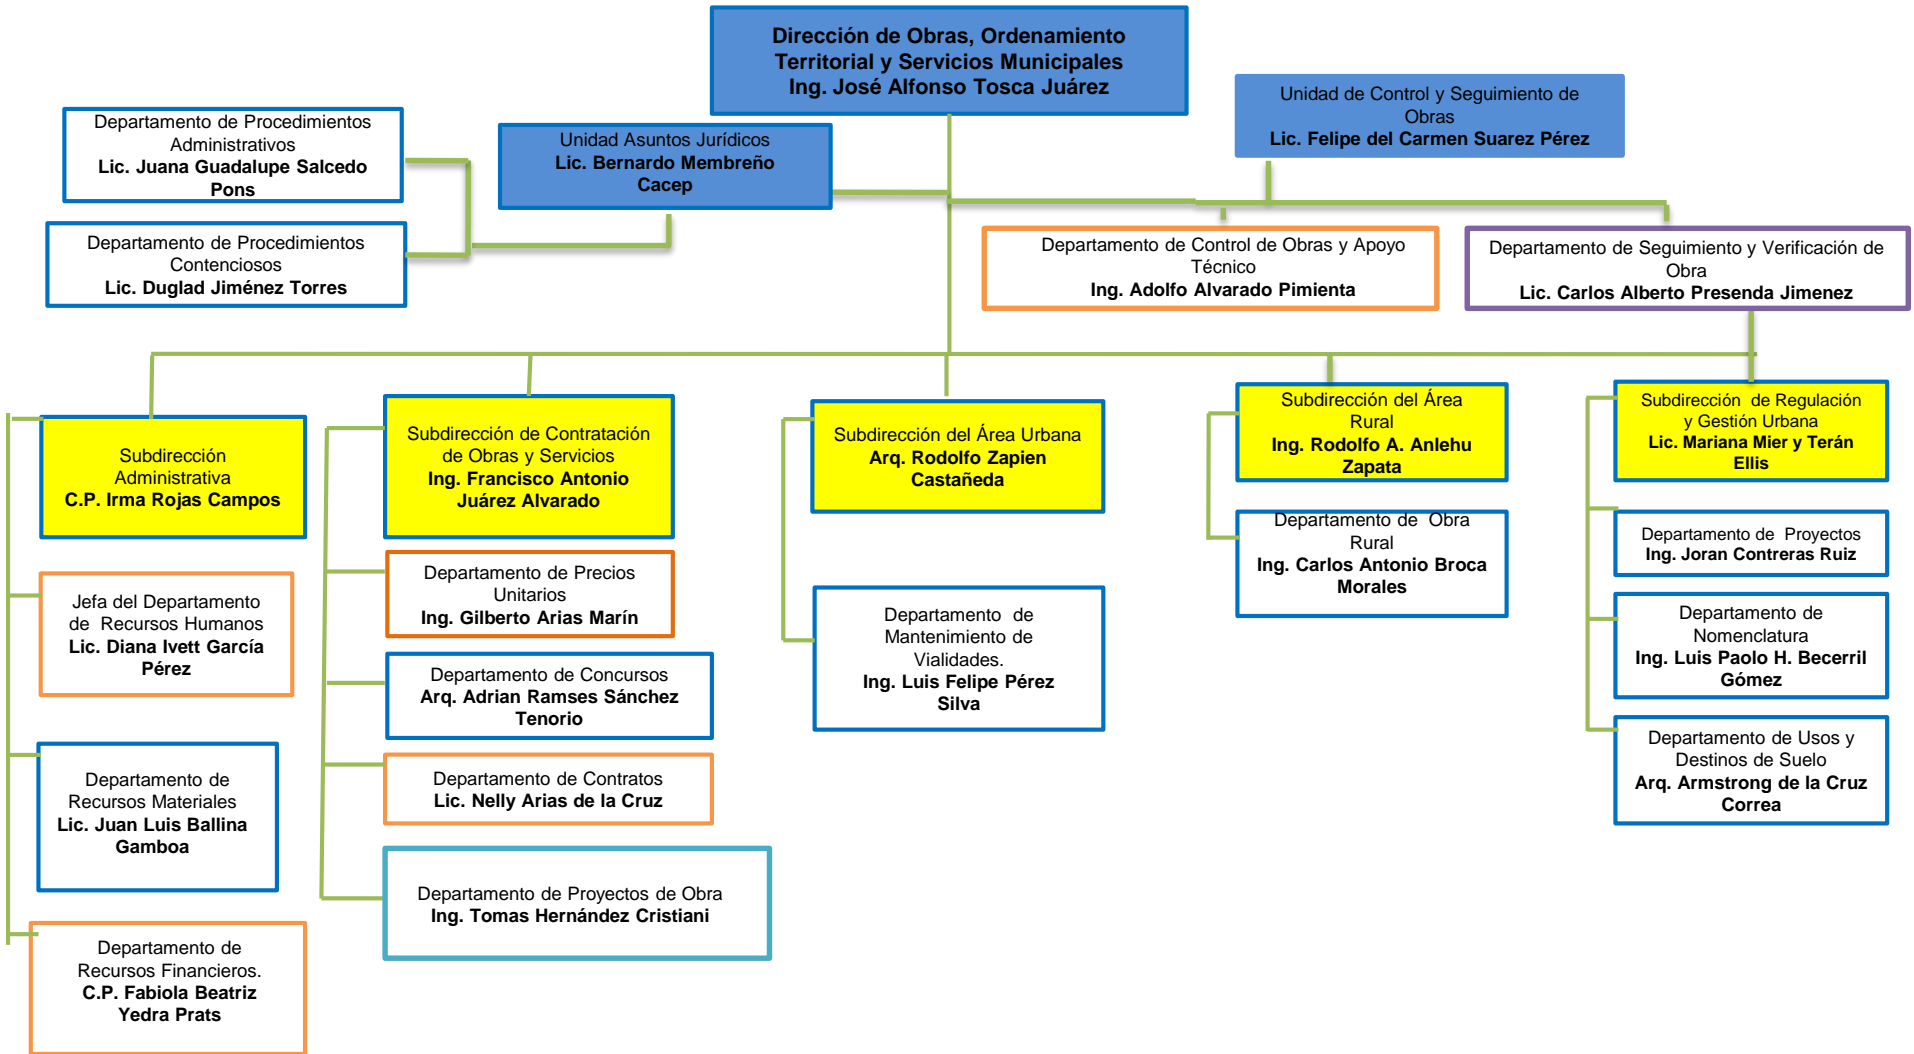 Dirección de Obras, Ordenamiento
Territorial y Servicios Municipales
Ing. José Alfonso Tosca Juárez
Unidad de Control y Seguimiento de
Obras
Lic. Felipe del Carmen Suarez Pérez
Departamento de Procedimientos
Administrativos
Lic. Juana Guadalupe Salcedo
Pons
Unidad Asuntos Jurídicos
Lic. Bernardo Membreño
Cacep
Departamento de Procedimientos
Contenciosos
Lic. Duglad Jiménez Torres
Departamento de Control de Obras y Apoyo
Técnico
Ing. Adolfo Alvarado Pimienta
Departamento de Seguimiento y Verificación de
Obra
Lic. Carlos Alberto Presenda Jimenez
Subdirección
Administrativa
C.P. Irma Rojas Campos
Jefa del Departamento
de Recursos Humanos
Lic. Diana Ivett García
Pérez
Departamento de
Recursos Materiales
Lic. Juan Luis Ballina
Gamboa
Departamento de
Recursos Financieros.
C.P. Fabiola Beatriz
Yedra Prats
Subdirección de Contratación
de Obras y Servicios
Ing. Francisco Antonio
Juárez Alvarado
Departamento de Precios
Unitarios
Ing. Gilberto Arias Marín
Departamento de Concursos
Arq. Adrian Ramses Sánchez
Tenorio
Departamento de Contratos
Lic. Nelly Arias de la Cruz
Departamento de Proyectos de Obra
Ing. Tomas Hernández Cristiani
Subdirección del Área Urbana
Arq. Rodolfo Zapien
Castañeda
Departamento de
Mantenimiento de
Vialidades.
Ing. Luis Felipe Pérez
Silva
Subdirección del Área
Rural
Ing. Rodolfo A. Anlehu
Zapata
Departamento de Obra
Rural
Ing. Carlos Antonio Broca
Morales
Subdirección de Regulación
y Gestión Urbana
Lic. Mariana Mier y Terán
Ellis
Departamento de Proyectos
Ing. Joran Contreras Ruiz
Departamento de
Nomenclatura
Ing. Luis Paolo H. Becerril
Gómez
Departamento de Usos y
Destinos de Suelo
Arq. Armstrong de la Cruz
Correa